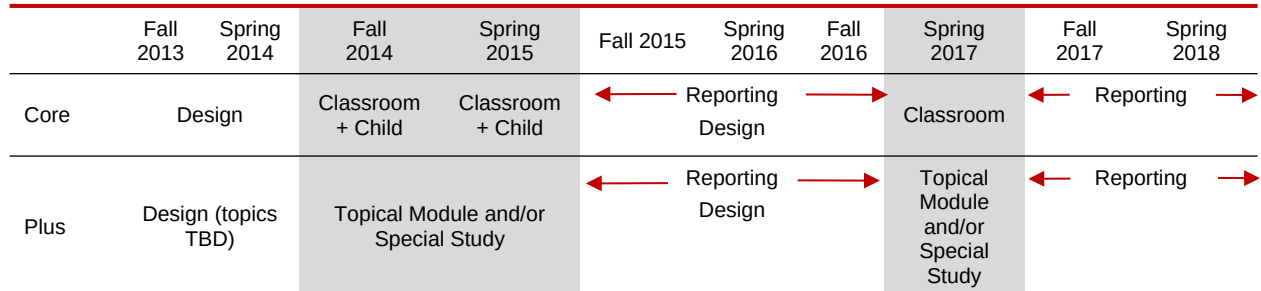 Fall 2013 Spring 2014 Fall 2014 Spring 2015 Fall 2015 Spring 2016 Fall 2016 Spring 2017 Fall 2017 Spring 2018
Core Design Classroom + Child Classroom + Child Reporting Design Classroom Reporting
Plus Design (topics TBD) Topical Module and/or Special Study Reporting Design Topical Module and/or Special Study Reporting